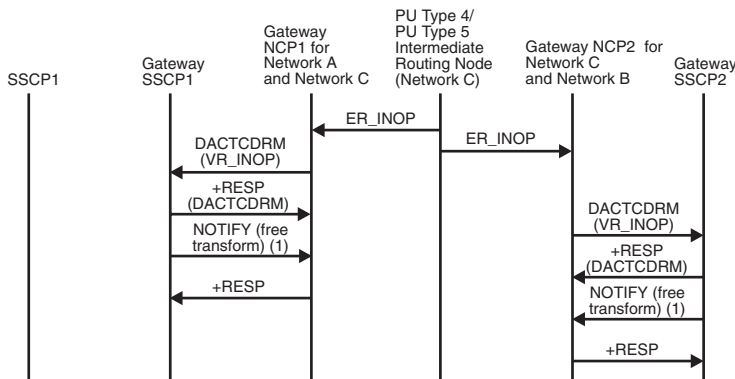 SSCP1
Gateway
SSCP1
Gateway
NCP1 for
Network A
and Network C
PU Type 4/
PU Type 5
Intermediate
Routing Node
(Network C)
Gateway NCP2 for
Network C
and Network B
Gateway
SSCP2
ER_INOP
ER_INOP
DACTCDRM
(VR_INOP)
+RESP
(DACTCDRM)
NOTIFY (free
transform) (1)
+RESP
DACTCDRM
(VR_INOP)
+RESP
(DACTCDRM)
NOTIFY (free
transform) (1)
+RESP